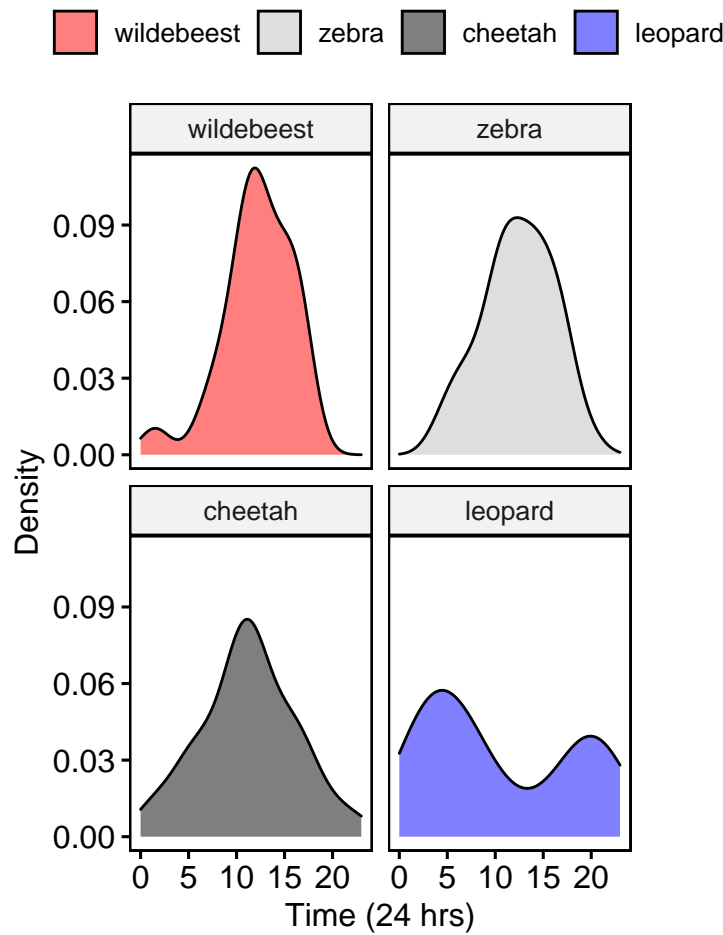 wildebeest zebra cheetah leopard
wildebeest zebra
0.09
0.06
0.03
0.00
Density
cheetah leopard
0.09
0.06
0.03
0.00
0 5 10 15 20 0 5 10 15 20
Time (24 hrs)